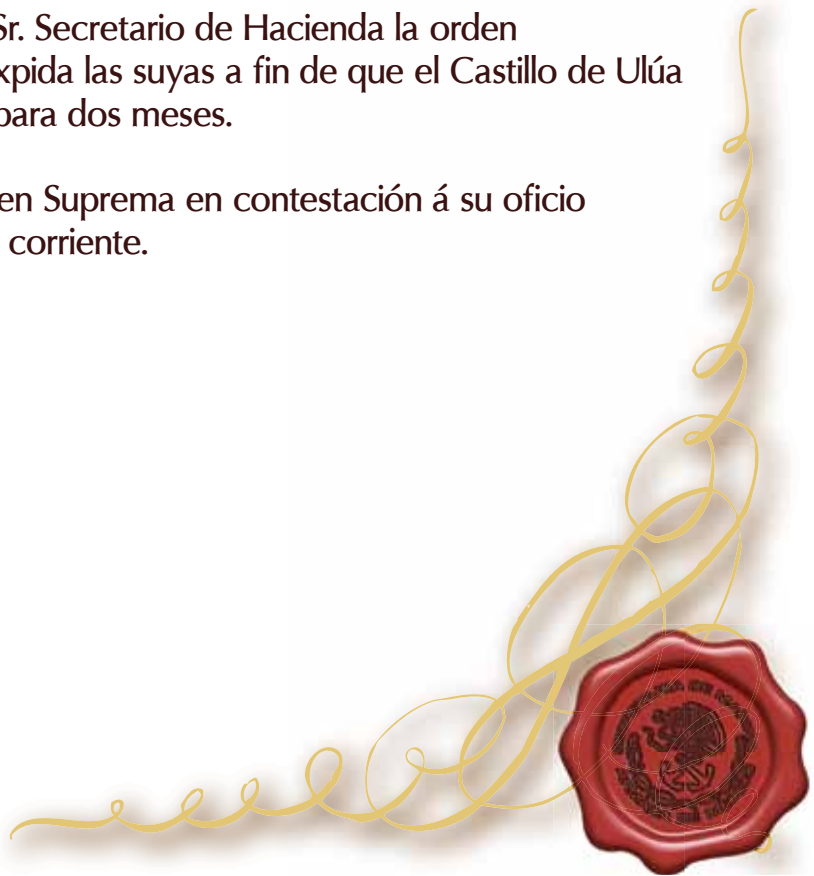 Sr. Secretario de Hacienda la orden
xpida las suyas a fin de que el Castillo de Ulúa
para dos meses.
en Suprema en contestación á su oficio
corriente.